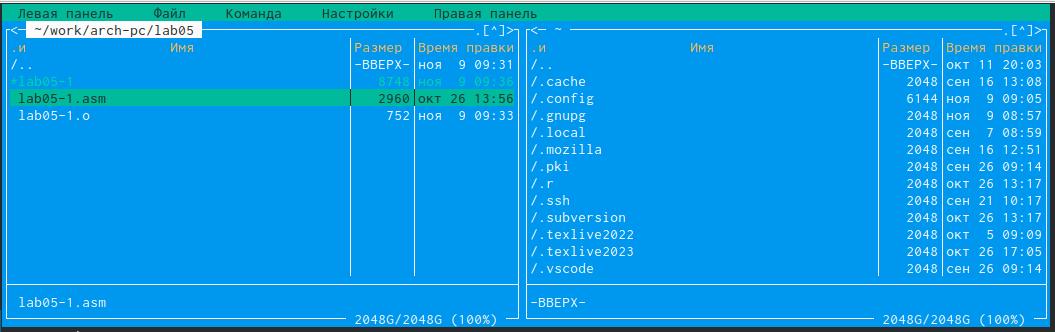 Левая панель Файл Команда Настройки Правая панель
<- ~/work/arch-pc/lab05 .[^]>
.и Имя Размер Время правки
/.. -ВВЕРХ- ноя 9 09:31
*lab05-1 8748 ноя 9 09:36
lab05-1.asm 2960 окт 26 13:56
lab05-1.o 752 ноя 9 09:33
lab05-1.asm
2048G/2048G (100%)
<- ~ .[^]>
.и Имя Размер Время правки
/.. -ВВЕРХ- окт 11 20:03
/.cache 2048 сен 16 13:08
/.config 6144 ноя 9 09:05
/.gnupg 2048 ноя 9 08:57
/.local 2048 сен 7 08:59
/.mozilla 2048 сен 16 12:51
/.pki 2048 сен 26 09:14
/.r 2048 окт 26 13:17
/.ssh 2048 сен 21 10:17
/.subversion 2048 окт 26 13:17
/.texlive2022 2048 окт 5 09:09
/.texlive2023 2048 окт 26 17:05
/.vscode 2048 сен 26 09:14
-ВВЕРХ-
2048G/2048G (100%)